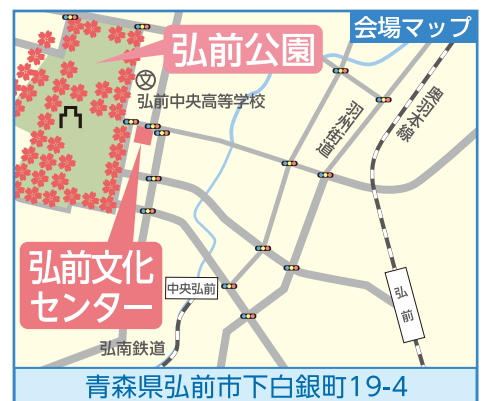 会場マップ
弘前公園
文
弘前中央高等学校
羽州街道
奥羽本線
弘前文化
センター
中央弘前
弘前
弘南鉄道
青森県弘前市下白銀町19-4